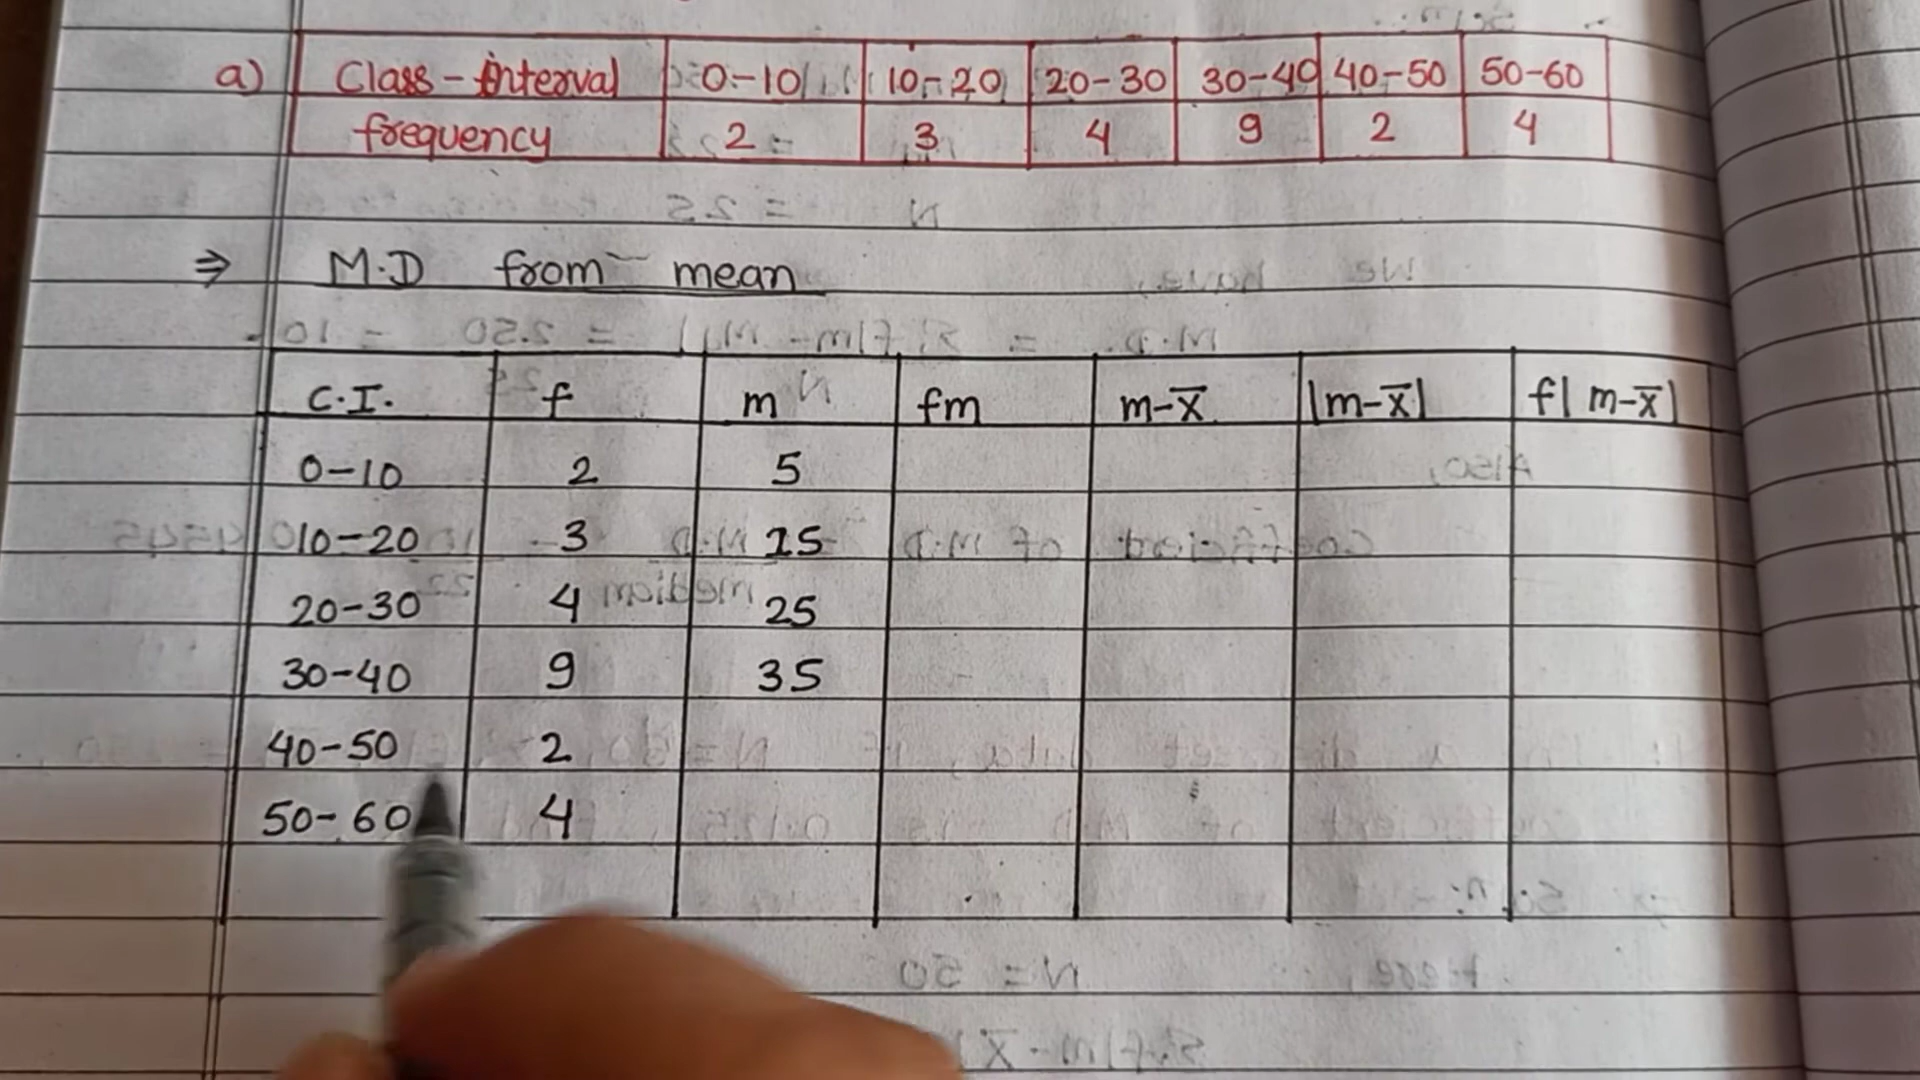 a) Class-interval 0-10 10-20 20-30 30-40 40-50 50-60
frequency 2 3 4 9 2 4
⇒ M.D from mean
C.I. f m fm m-x̅ |m-x̅| f|m-x̅|
0-10 2 5
10-20 3 15
20-30 4 25
30-40 9 35
40-50 2
50-60 4